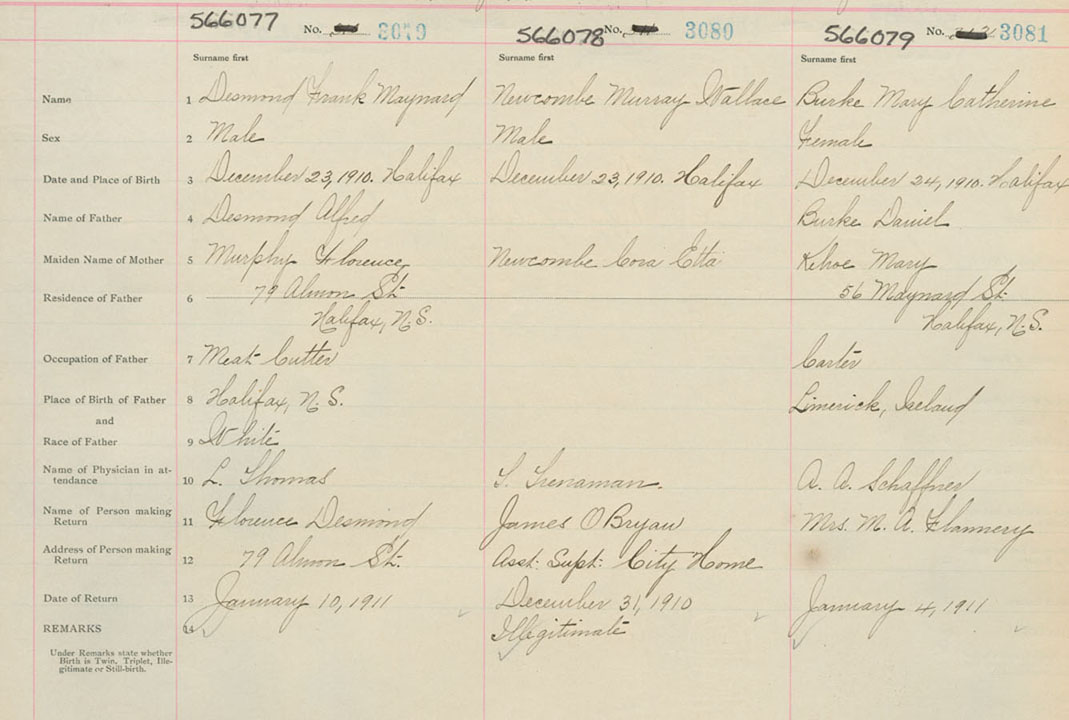 566077 No. 3079 566078 No. 3080 566079 No. 3081
Surname first Surname first Surname first
Name 1 Desmond Frank Maynard Newcombe Murray Wallace Burke Mary Catherine
Sex 2 Male Male Female
Date and Place of Birth 3 December 23, 1910. Halifax December 23, 1910. Halifax December 24, 1910. Halifax
Name of Father 4 Desmond Alfred Burke Daniel
Maiden Name of Mother 5 Murphy Florence Newcombe Cora Etta Kehoe Mary
Residence of Father 6 79 Almon St. 56 Maynard St.
Halifax, N.S. Halifax, N.S.
Occupation of Father 7 Meat Cutter Carter
Place of Birth of Father 8 Halifax, N.S. Limerick, Ireland
and
Race of Father 9 White
Name of Physician in at-
tendance 10 L. Thomas Trenaman. A. A. Schaffner
Name of Person making
Return 11 Florence Desmond James O Bryan Mrs. M. A. Flannery
Address of Person making
Return 12 79 Almon St. Asst. Supt. City Home
Date of Return 13 January 10, 1911 December 31, 1910 January 4, 1911
REMARKS 14 Illegitimate
Under Remarks state whether
Birth is Twin, Triplet, Ille-
gitimate or Still-birth.